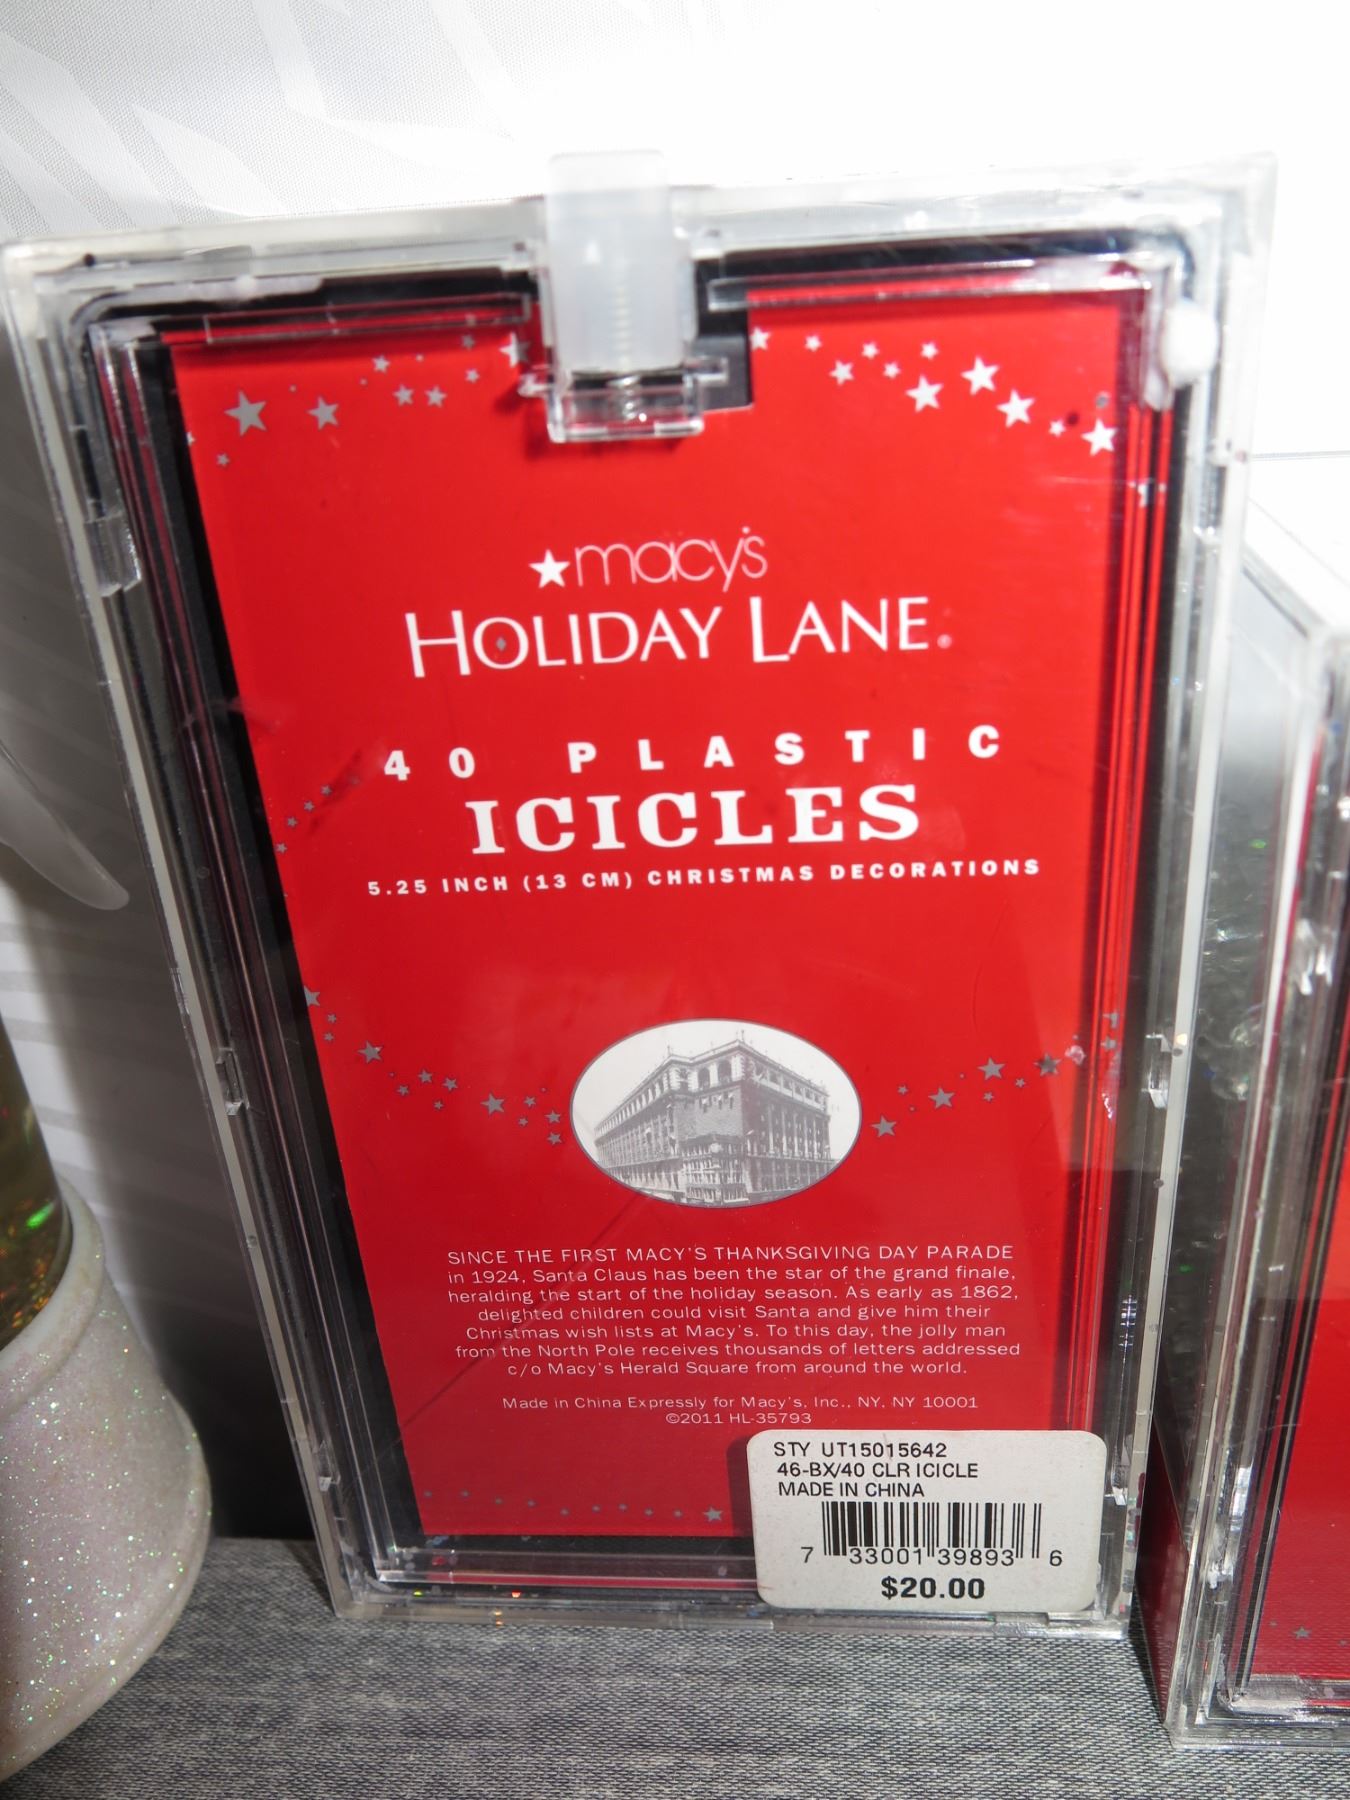 macy's
HOLIDAY LANE.
40 PLASTIC
ICICLES
5.25 INCH (13 CM) CHRISTMAS DECORATIONS
SINCE THE FIRST MACY'S THANKSGIVING DAY PARADE
in 1924, Santa Claus has been the star of the grand finale,
heralding the start of the holiday season. As early as 1862,
delighted children could visit Santa and give him their
Christmas wish lists at Macy's. To this day, the jolly man
from the North Pole receives thousands of letters addressed
c/o Macy's Herald Square from around the world.
Made in China Expressly for Macy's, Inc., NY, NY 10001
©2011 HL-35793
STY UT15015642
46-BX/40 CLR ICICLE
MADE IN CHINA
7 33001 39893 6
$20.00